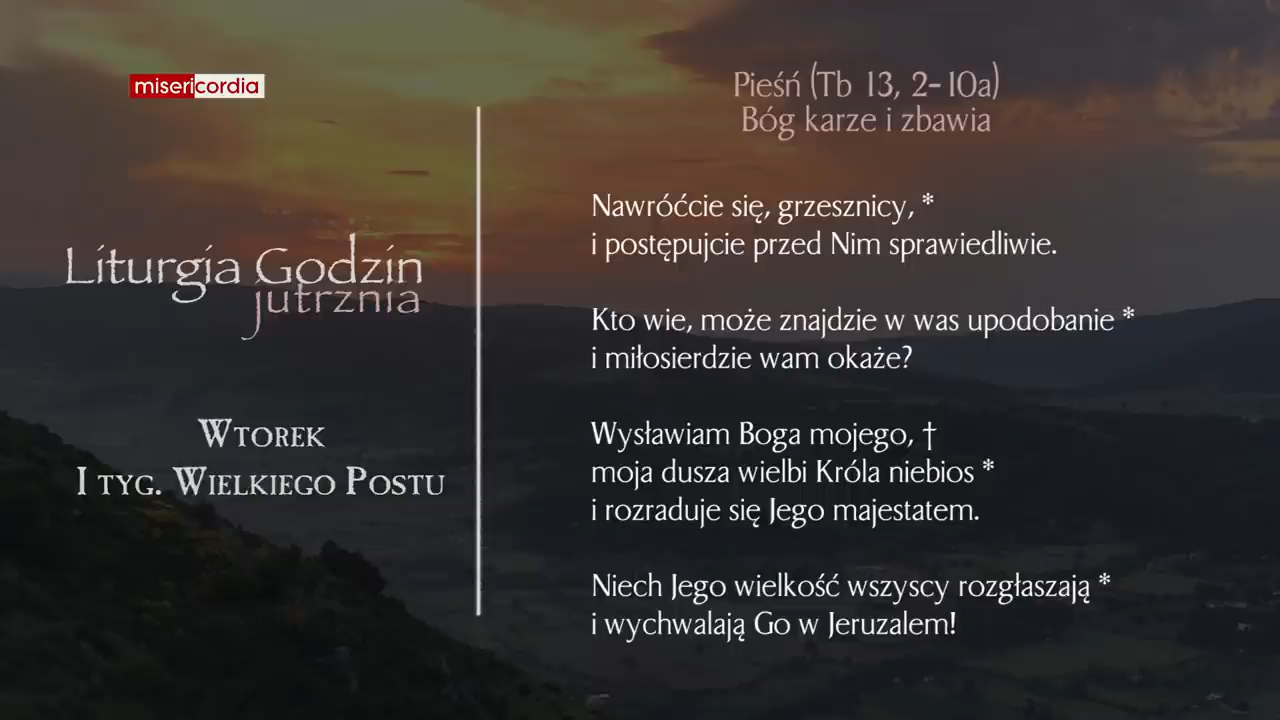 misericordia
Liturgia Godzin
jutrznia
Wtorek
I tyg. Wielkiego Postu
Pieśń (Tb 13, 2-10a)
Bóg karze i zbawia
Nawróćcie się, grzesznicy, *
i postępujcie przed Nim sprawiedliwie.
Kto wie, może znajdzie w was upodobanie *
i miłosierdzie wam okaże?
Wysławiam Boga mojego, †
moja dusza wielbi Króla niebios *
i rozraduje się Jego majestatem.
Niech Jego wielkość wszyscy rozgłaszają *
i wychwalają Go w Jeruzalem!